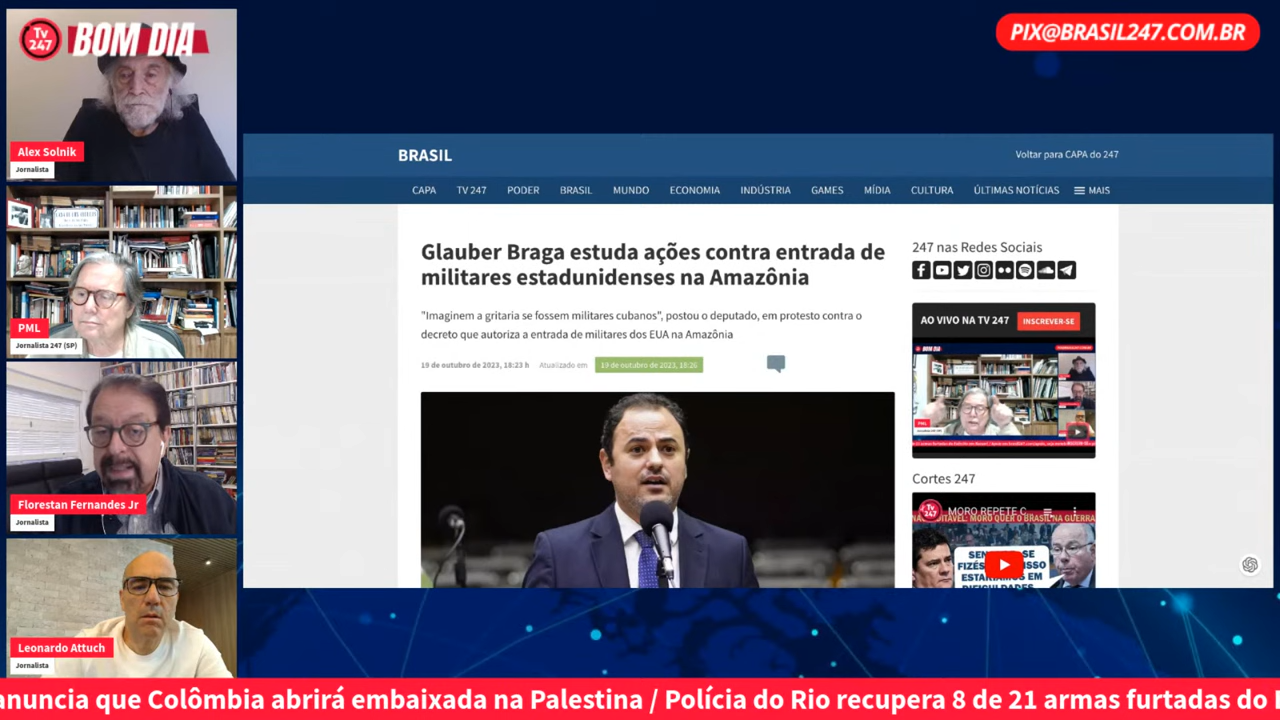 Tv
247
BOM DIA
PIX@BRASIL247.COM.BR
Alex Solnik
Jornalista
PML
Jornalista 247 (SP)
Florestan Fernandes Jr
Jornalista
Leonardo Attuch
Jornalista
BRASIL
Voltar para CAPA do 247
CAPA TV 247 PODER BRASIL MUNDO ECONOMIA INDÚSTRIA GAMES MÍDIA CULTURA ÚLTIMAS NOTÍCIAS MAIS
Glauber Braga estuda ações contra entrada de
militares estadunidenses na Amazônia
"Imaginem a gritaria se fossem militares cubanos", postou o deputado, em protesto contra o
decreto que autoriza a entrada de militares dos EUA na Amazônia
19 de outubro de 2023, 18:23 h Atualizado em 19 de outubro de 2023, 18:26
247 nas Redes Sociais
AO VIVO NA TV 247 INSCREVER-SE
BOM DIA
PML
Cortes 247
Tv
247
MORO REPETE C
MORO QUER O BRASIL NA GUERRA
anuncia que Colômbia abrirá embaixada na Palestina / Polícia do Rio recupera 8 de 21 armas furtadas do